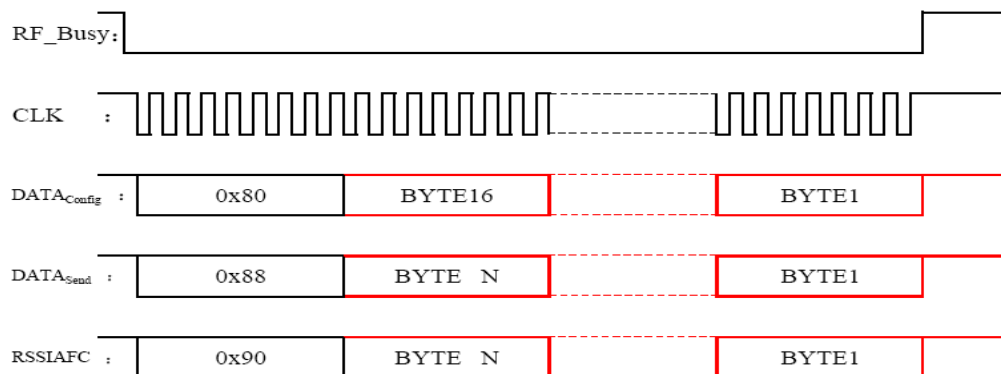 RF_Busy：
CLK ：
DATAConfig ： 0x80 BYTE16 BYTE1
DATASend ： 0x88 BYTE N BYTE1
RSSIAFC ： 0x90 BYTE N BYTE1